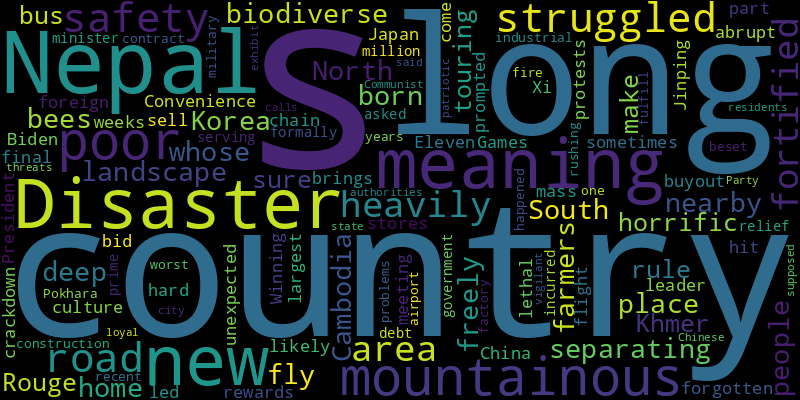 bus safety biodiverse come struggled part
minister contract military exhibit Japan million said abrupt
Nepal S long touring prompted industrial Jinping fortified
foreign Convenience North born Communist patriotic fire Xi protests make fulfill residents
bees weeks sell Korea chain calls asked years Eleven Games rushing sometimes
Biden poor whose serving formally meaning beset
final landscape sure brings mass one buyout Party nearby
threats President Disaster heavily authorities happened South horrific relief
stores state
country
bid Winning largest Cambodia problems meeting airport government freely lethal vigilant incurred farmers flight hit supposed
deep prime worst hard unexpected rule leader
Pokhara culture city debt factory place people
crackdown construction loyal likely area China separating Khmer Chinese
road new fly mountainous
Rouge home recent led rewards forgotten